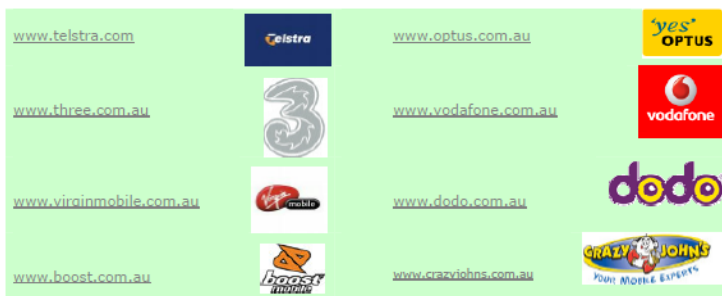 www.telstra.com
Telstra
www.optus.com.au
'yes'
OPTUS
www.three.com.au
3
www.vodafone.com.au
vodafone
www.virginmobile.com.au
Virgin
mobile
www.dodo.com.au
dodo
www.boost.com.au
boost
mobile
www.crazyjohns.com.au
CRAZY JOHN'S
YOUR MOBILE EXPERTS